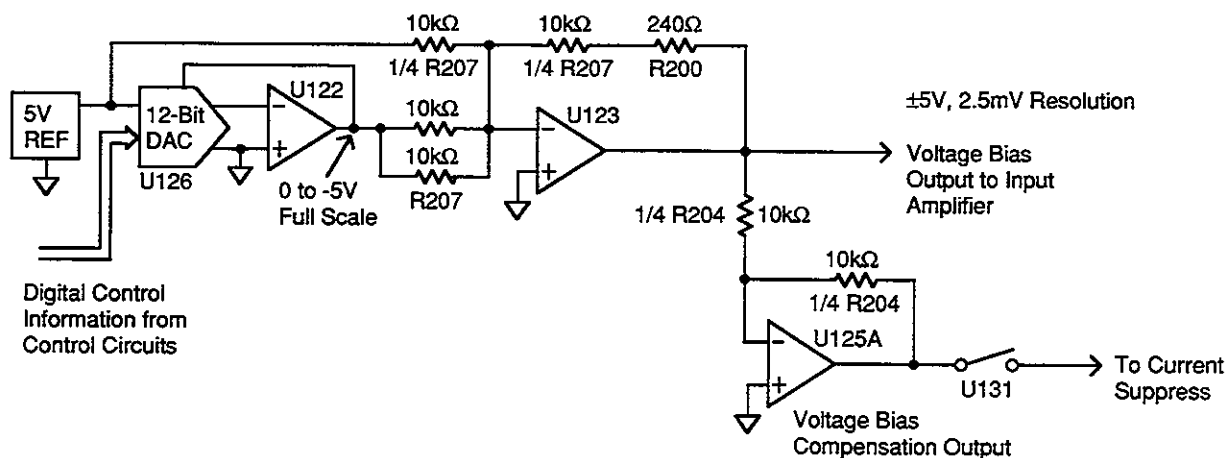 10kΩ
10kΩ
240Ω
1/4 R207
1/4 R207
R200
5V
REF
12-Bit
DAC
U126
U122
−
+
10kΩ
10kΩ
R207
0 to -5V
Full Scale
U123
−
+
±5V, 2.5mV Resolution
Voltage Bias
Output to Input
Amplifier
1/4 R204
10kΩ
10kΩ
1/4 R204
Digital Control
Information from
Control Circuits
U125A
−
+
U131
To Current
Suppress
Voltage Bias
Compensation Output